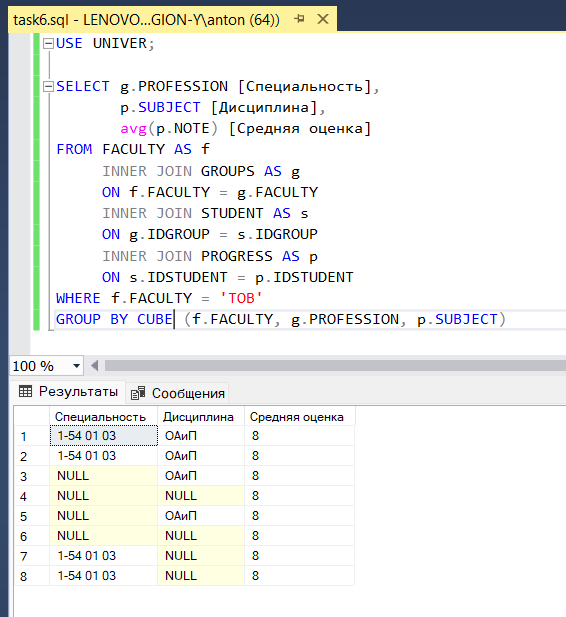 task6.sql - LENOVO...GION-Y\anton (64))
USE UNIVER;
SELECT g.PROFESSION [Специальность],
p.SUBJECT [Дисциплина],
avg(p.NOTE) [Средняя оценка]
FROM FACULTY AS f
INNER JOIN GROUPS AS g
ON f.FACULTY = g.FACULTY
INNER JOIN STUDENT AS s
ON g.IDGROUP = s.IDGROUP
INNER JOIN PROGRESS AS p
ON s.IDSTUDENT = p.IDSTUDENT
WHERE f.FACULTY = 'ТОВ'
GROUP BY CUBE (f.FACULTY, g.PROFESSION, p.SUBJECT)
100 %
Результаты Сообщения
Специальность Дисциплина Средняя оценка
1 1-54 01 03 ОАиП 8
2 1-54 01 03 ОАиП 8
3 NULL ОАиП 8
4 NULL NULL 8
5 NULL ОАиП 8
6 NULL NULL 8
7 1-54 01 03 NULL 8
8 1-54 01 03 NULL 8